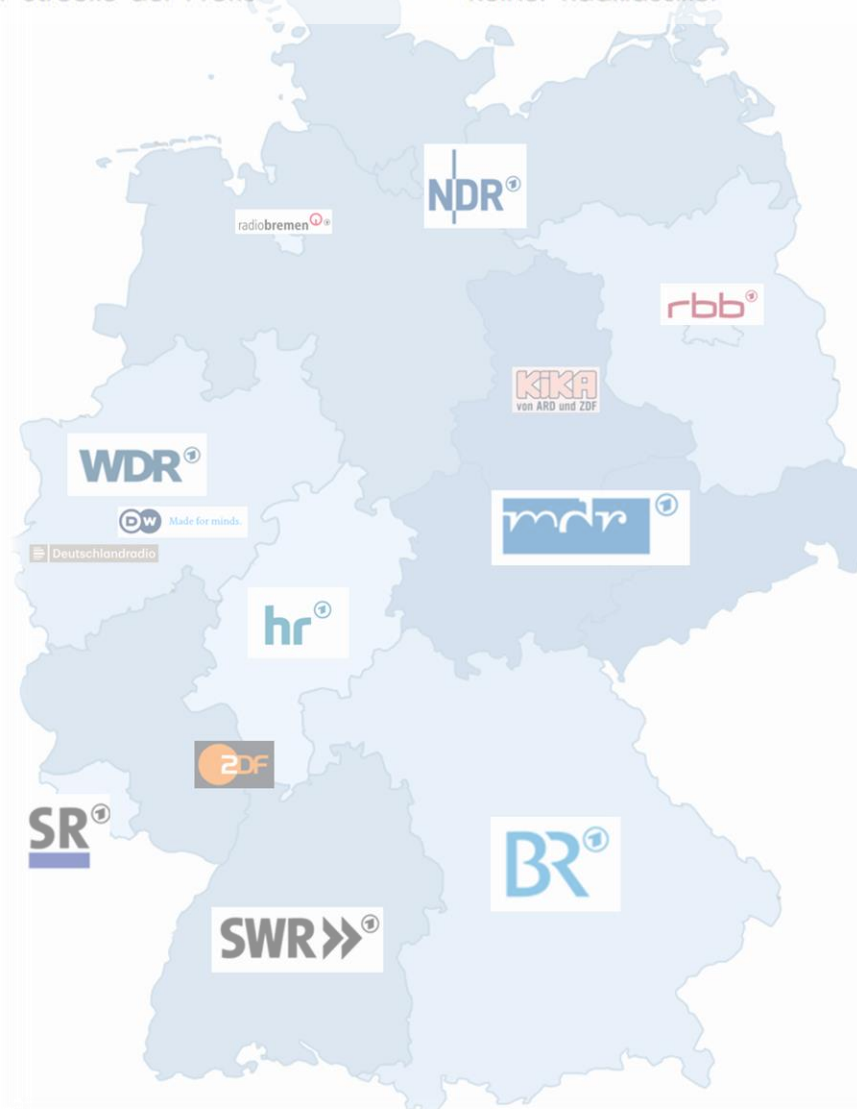 NDR
radiobremen
rbb
KiKA
von ARD und ZDF
WDR
DW Made for minds.
mdr
Deutschlandradio
hr
ZDF
SR
BR
SWR